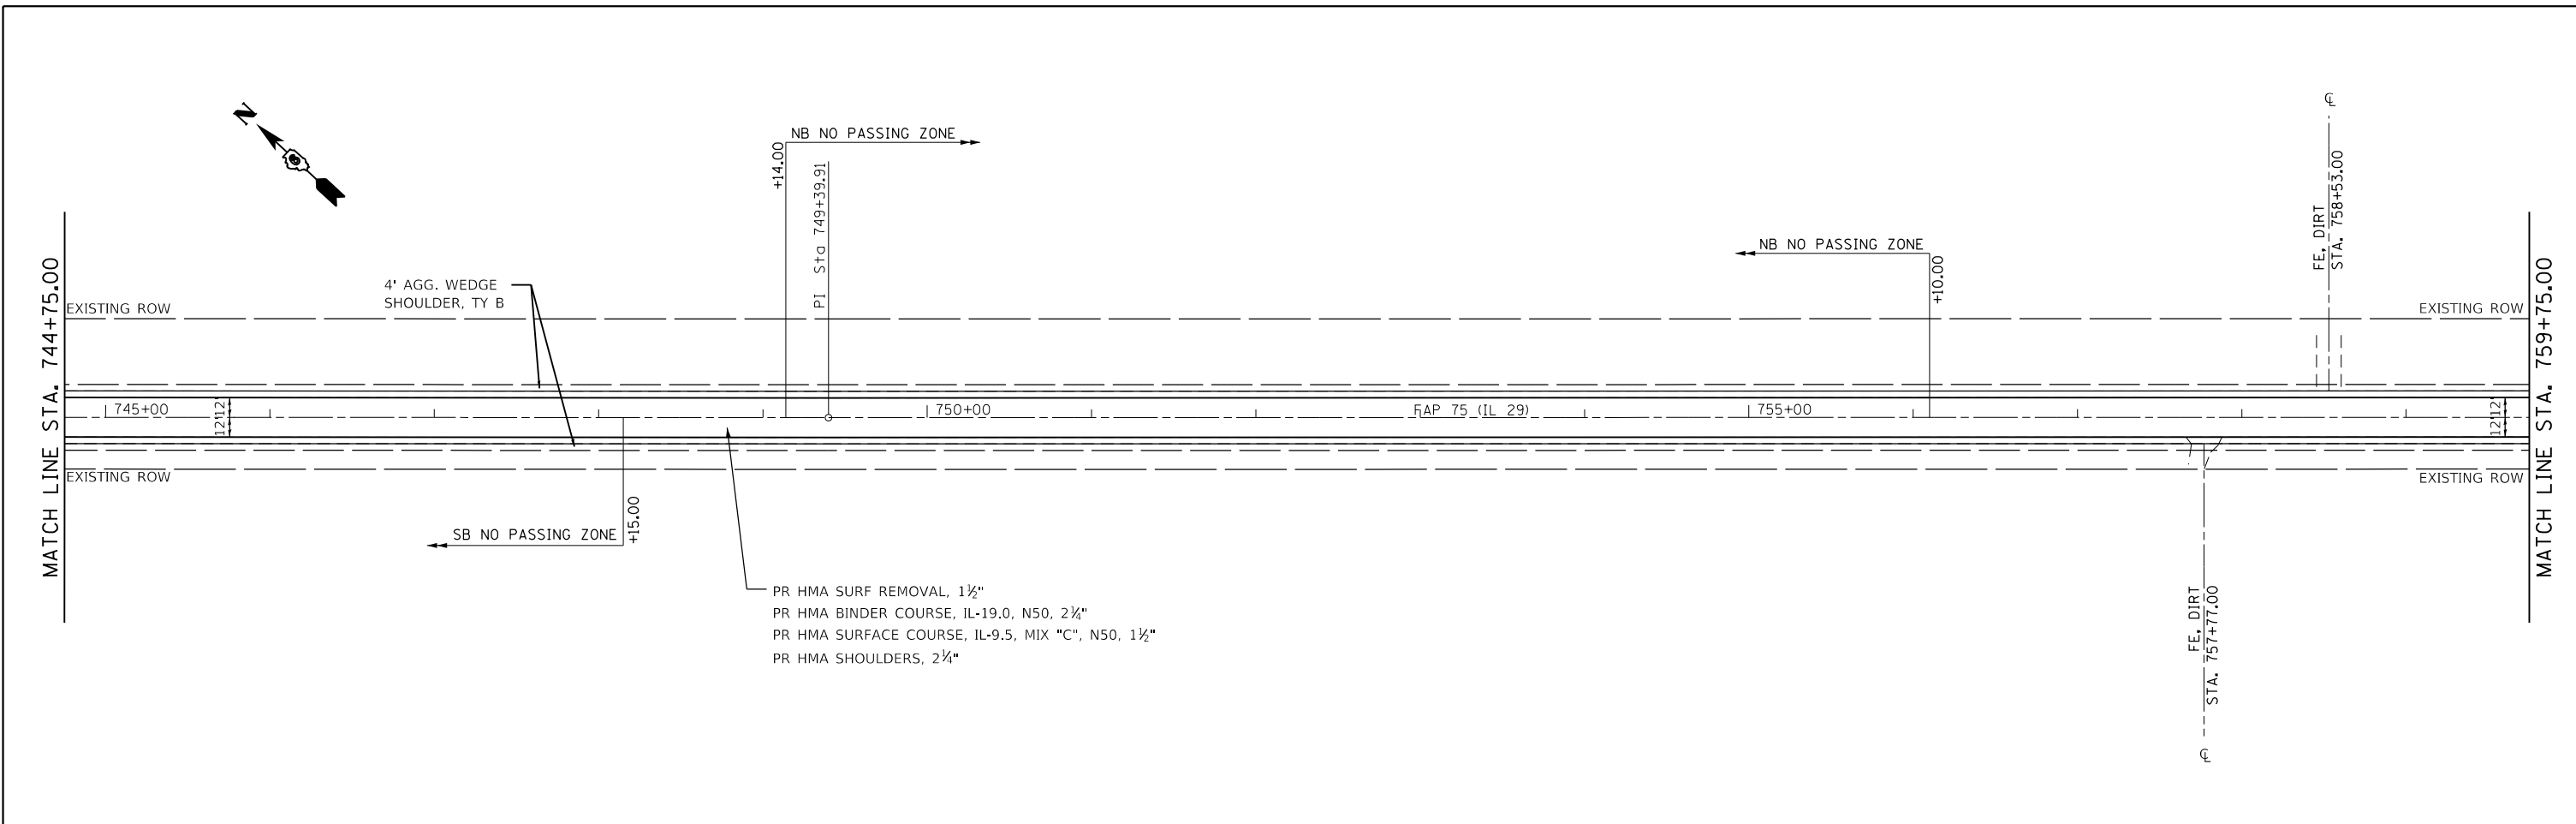 N
NB NO PASSING ZONE
+14.00
PI Sta 749+39.91
NB NO PASSING ZONE
+10.00
℄
FE, DIRT
STA. 758+53.00
MATCH LINE STA. 744+75.00
4' AGG. WEDGE
SHOULDER, TY B
EXISTING ROW
EXISTING ROW
MATCH LINE STA. 759+75.00
745+00
12'
12'
750+00
FAP 75 (IL 29)
755+00
12'
12'
EXISTING ROW
EXISTING ROW
SB NO PASSING ZONE
+15.00
PR HMA SURF REMOVAL, 1½"
PR HMA BINDER COURSE, IL-19.0, N50, 2¼"
PR HMA SURFACE COURSE, IL-9.5, MIX "C", N50, 1½"
PR HMA SHOULDERS, 2¼"
FE, DIRT
STA. 757+77.00
℄